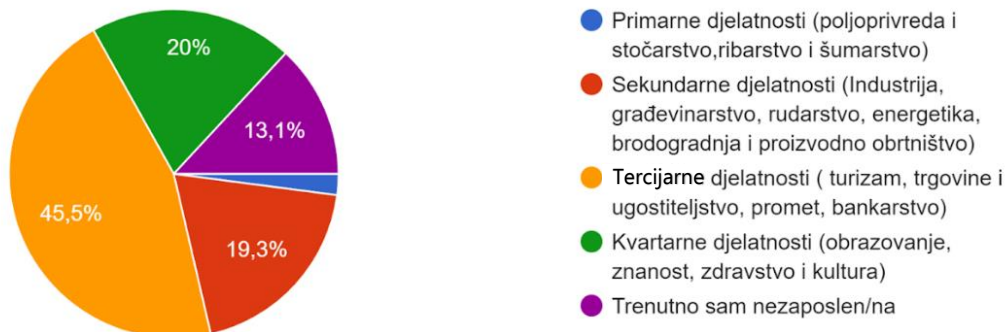 20%
13,1%
45,5%
19,3%
Primarne djelatnosti (poljoprivreda i
stočarstvo,ribarstvo i šumarstvo)
Sekundarne djelatnosti (Industrija,
građevinarstvo, rudarstvo, energetika,
brodogradnja i proizvodno obrtništvo)
Tercijarne djelatnosti ( turizam, trgovine i
ugostiteljstvo, promet, bankarstvo)
Kvartarne djelatnosti (obrazovanje,
znanost, zdravstvo i kultura)
Trenutno sam nezaposlen/na